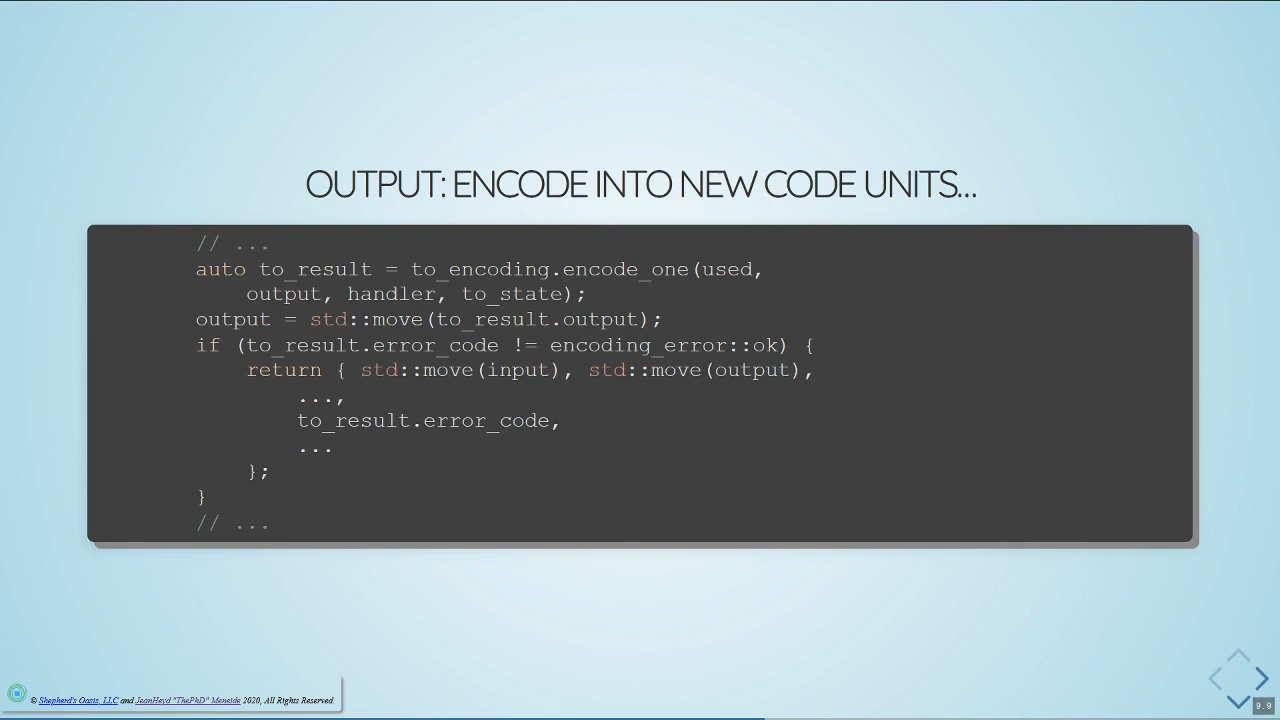 OUTPUT: ENCODE INTO NEW CODE UNITS...
// ...
auto to_result = to_encoding.encode_one(used,
    output, handler, to_state);
output = std::move(to_result.output);
if (to_result.error_code != encoding_error::ok) {
    return { std::move(input), std::move(output),
        ...,
        to_result.error_code,
        ...
    };
}
// ...
© Shepherd's Oasis, LLC and JeanHeyd "ThePhD" Meneide 2020, All Rights Reserved.
9.9